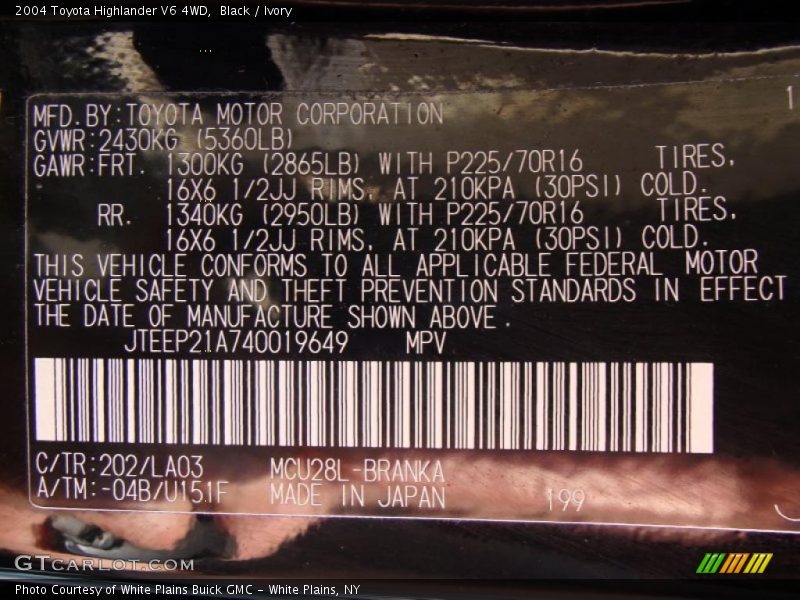 2004 Toyota Highlander V6 4WD, Black / Ivory
1
MFD.BY:TOYOTA MOTOR CORPORATION
GVWR:2430KG (5360LB)
GAWR:FRT. 1300KG (2865LB) WITH P225/70R16 TIRES,
16X6 1/2JJ RIMS, AT 210KPA (30PSI) COLD.
RR. 1340KG (2950LB) WITH P225/70R16 TIRES,
16X6 1/2JJ RIMS, AT 210KPA (30PSI) COLD.
THIS VEHICLE CONFORMS TO ALL APPLICABLE FEDERAL MOTOR
VEHICLE SAFETY AND THEFT PREVENTION STANDARDS IN EFFECT
THE DATE OF MANUFACTURE SHOWN ABOVE.
JTEEP21A740019649 MPV
C/TR:202/LA03 MCU28L-BRANKA
A/TM:-04B/U151F MADE IN JAPAN 199
GTCARLOT.COM
Photo Courtesy of White Plains Buick GMC - White Plains, NY